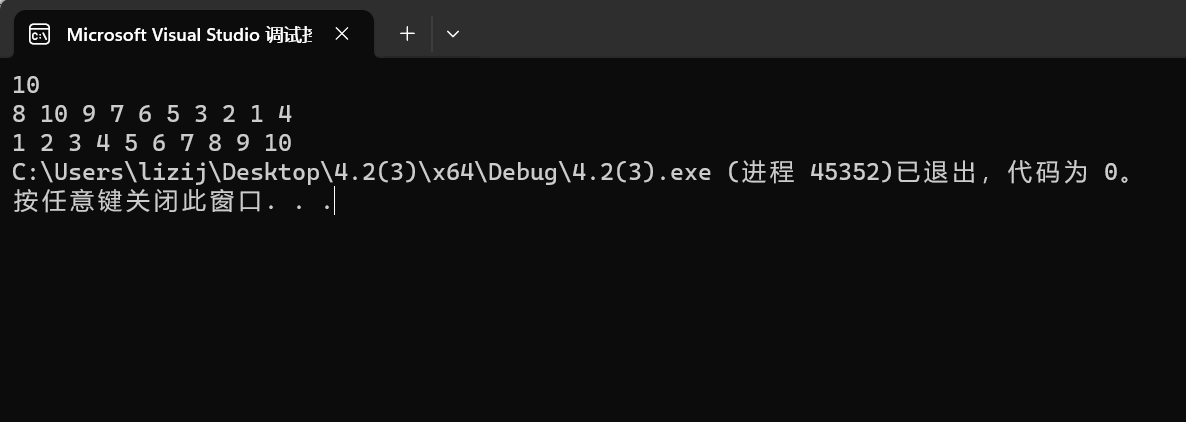 Microsoft Visual Studio 调试
10
8 10 9 7 6 5 3 2 1 4
1 2 3 4 5 6 7 8 9 10
C:\Users\lizij\Desktop\4.2(3)\x64\Debug\4.2(3).exe (进程 45352)已退出，代码为 0。
按任意键关闭此窗口. . .